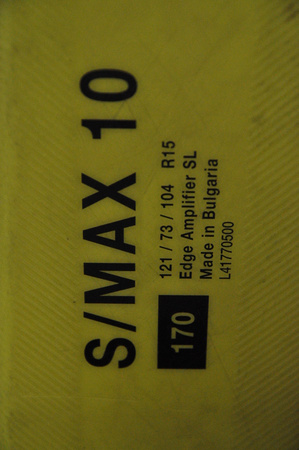 S/MAX 10
170
121 / 73 / 104 R15
Edge Amplifier SL
Made in Bulgaria
L41770500